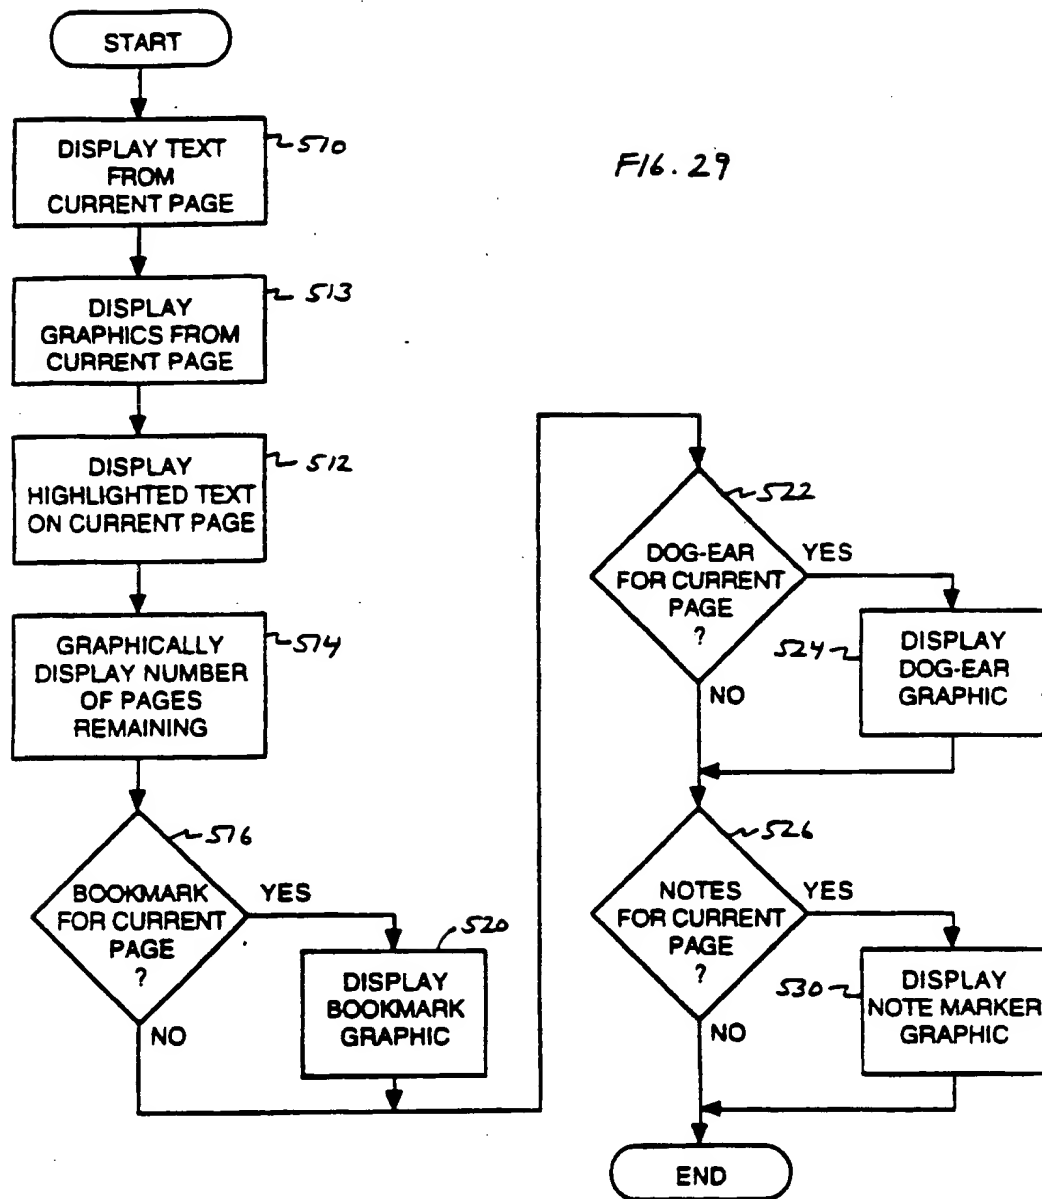 START
DISPLAY TEXT
FROM
CURRENT PAGE
510
FIG. 29
DISPLAY
GRAPHICS FROM
CURRENT PAGE
513
DISPLAY
HIGHLIGHTED TEXT
ON CURRENT PAGE
512
GRAPHICALLY
DISPLAY NUMBER
OF PAGES
REMAINING
514
BOOKMARK
FOR CURRENT
PAGE
?
516
YES
NO
DISPLAY
BOOKMARK
GRAPHIC
520
DOG-EAR
FOR CURRENT
PAGE
?
522
YES
NO
DISPLAY
DOG-EAR
GRAPHIC
524
NOTES
FOR CURRENT
PAGE
?
526
YES
NO
DISPLAY
NOTE MARKER
GRAPHIC
530
END